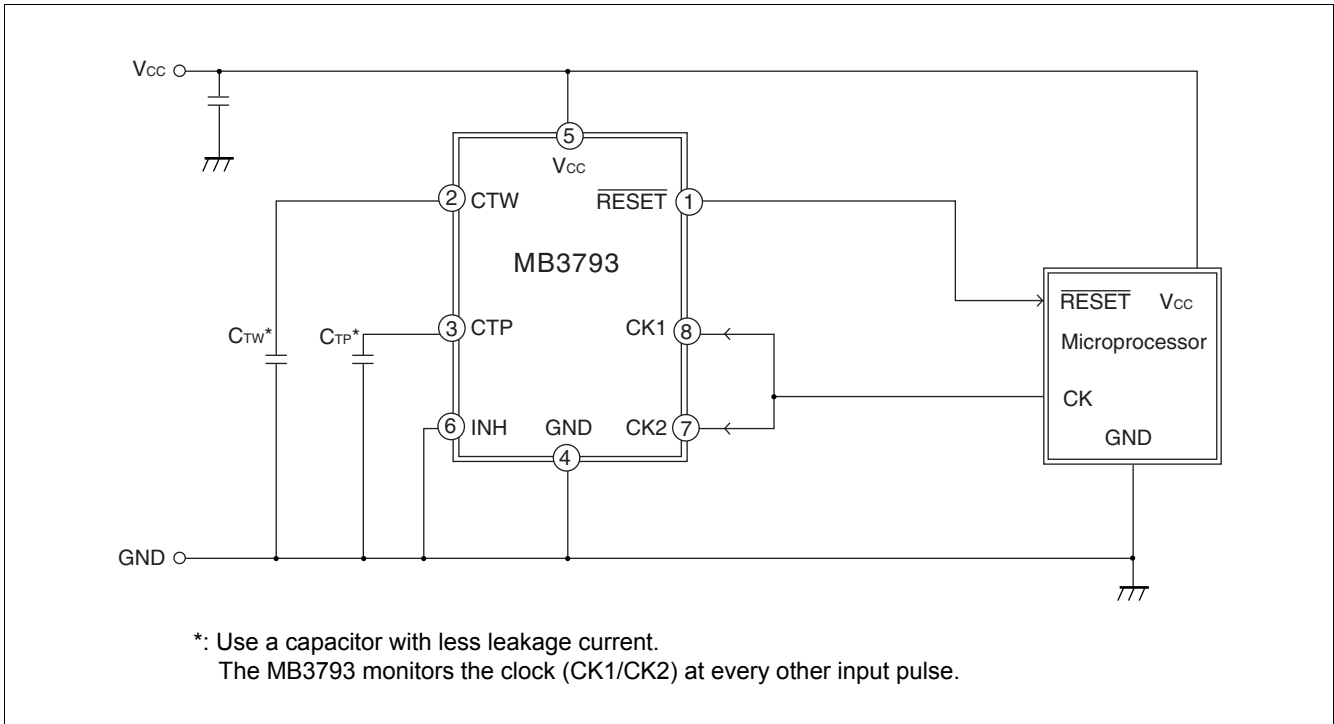 Vcc
5
Vcc
2 CTW
RESET 1
MB3793
RESET Vcc
CTW*
CTP*
3 CTP
CK1 8
Microprocessor
CK
6 INH
GND
CK2 7
GND
4
GND
*: Use a capacitor with less leakage current.
The MB3793 monitors the clock (CK1/CK2) at every other input pulse.